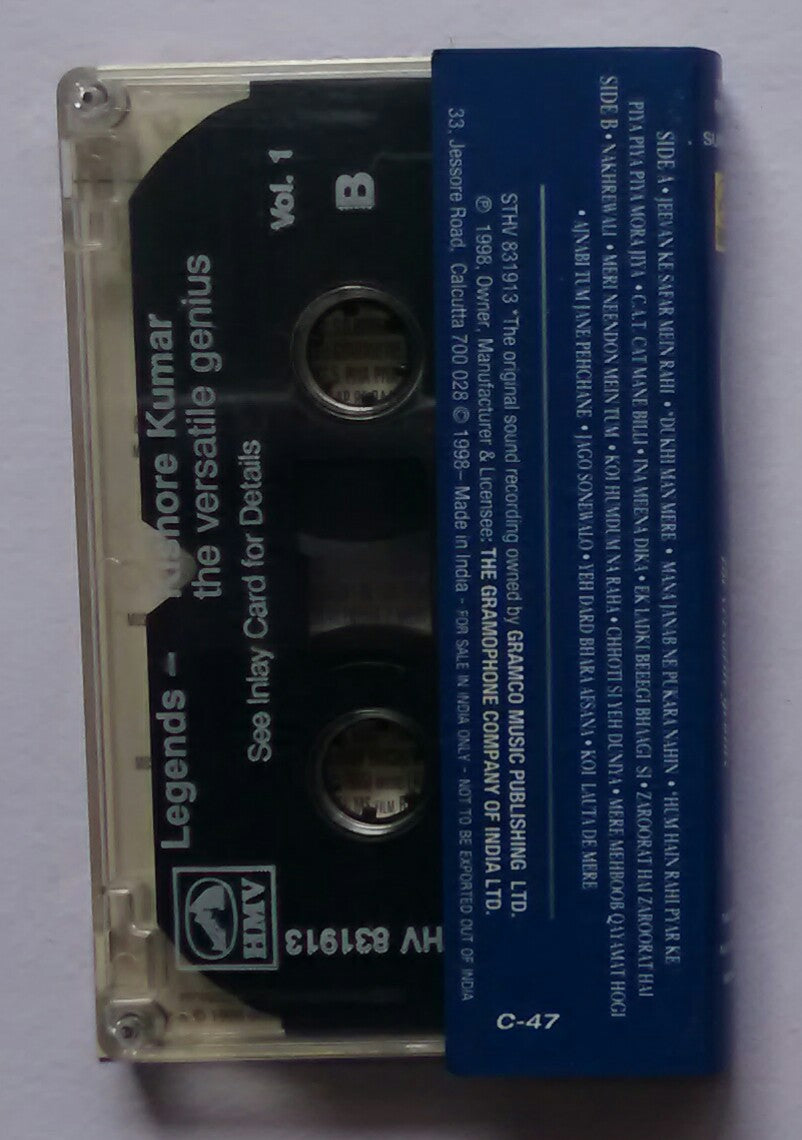 SIDE A • JEEVAN KE SAFAR MEIN RAHI • *DUKHI MAN MERE • MANA JANAB NE PUKARA NAHIN • *HUM HAIN RAHI PYAR KE
PIYA PIYA PIYA MORA JIYA • C.A.T. CAT MANE BILLI • INA MEENA DIKA • EK LADKI BEEEGI BHAAGI SI • ZAROORAT HAI ZAROORAT HAI
SIDE B • NAKHREWALI • MERI NEENDON MEIN TUM • KOI HUMDUM NA RAHA • CHHOTI SI YEH DUNIYA • MERE MEHBOOB QAYAMAT HOGI
• AJNABI TUM JANE PEHCHANE • JAGO SONEWALO • YEH DARD BHARA AFSANA • KOI LAUTA DE MERE
STHV 831913 *The original sound recording owned by GRAMCO MUSIC PUBLISHING LTD.
℗ 1998, Owner, Manufacturer & Licensee: THE GRAMOPHONE COMPANY OF INDIA LTD.
33, Jessore Road, Calcutta 700 028 © 1998– Made in India - FOR SALE IN INDIA ONLY - NOT TO BE EXPORTED OUT OF INDIA
C-47
Legends – Kishore Kumar
the versatile genius
See Inlay Card for Details
Vol. 1
B
HMV
HV 831913